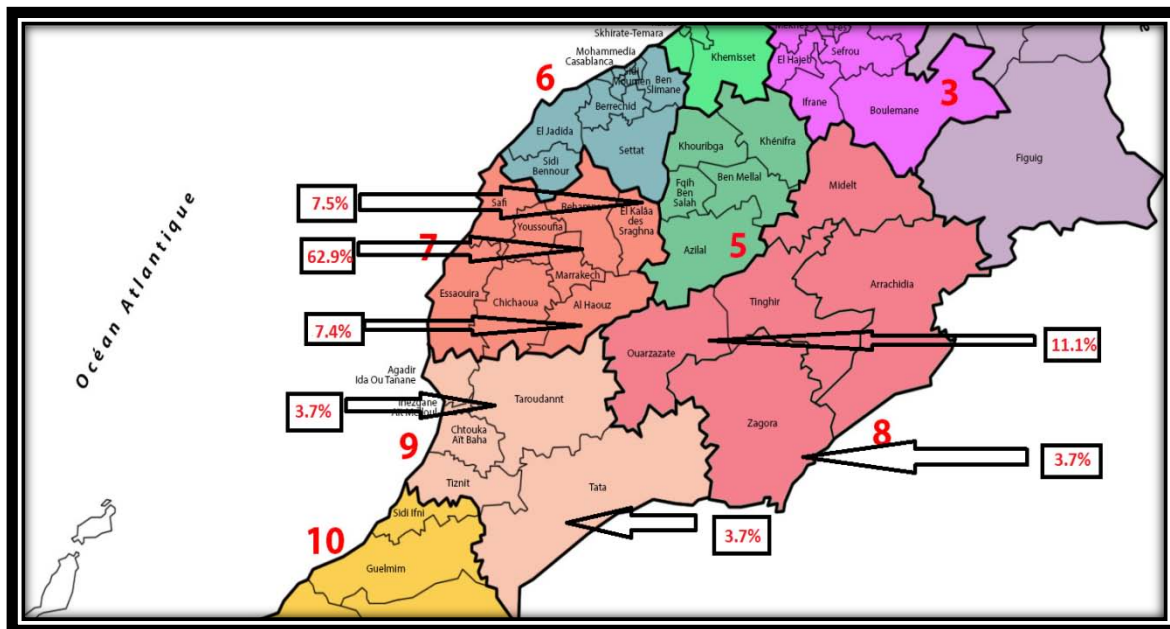 Skhirate-Temara
Khemisset
Sefrou
El Hajeb
Mohammedia
Casablanca
6
Ben
Slimane
3
Ifrane
Boulemane
Berrechid
El Jadida
Khouribga
Khénifra
Settat
Figuig
Sidi
Bennour
Ben Mellal
Fqih
Ben
Salah
Midelt
7.5%
Safi
El Kalâa
des
Sraghna
Youssoufia
7
5
62.9%
Azilal
Marrakech
Arrachidia
Essaouira
Chichaoua
Al Haouz
Tinghir
Océan Atlantique
7.4%
11.1%
Ouarzazate
Agadir
Ida Ou Tanane
3.7%
Taroudannt
Zagora
8
Chtouka
Aït Baha
9
3.7%
Tiznit
Tata
Sidi Ifni
3.7%
10
Guelmim